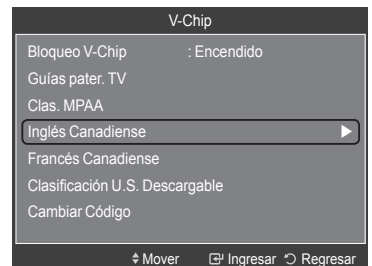 V-Chip
Bloqueo V-Chip : Encendido
Guías pater. TV
Clas. MPAA
Inglés Canadiense
Francés Canadiense
Clasificación U.S. Descargable
Cambiar Código
Mover Ingresar Regresar